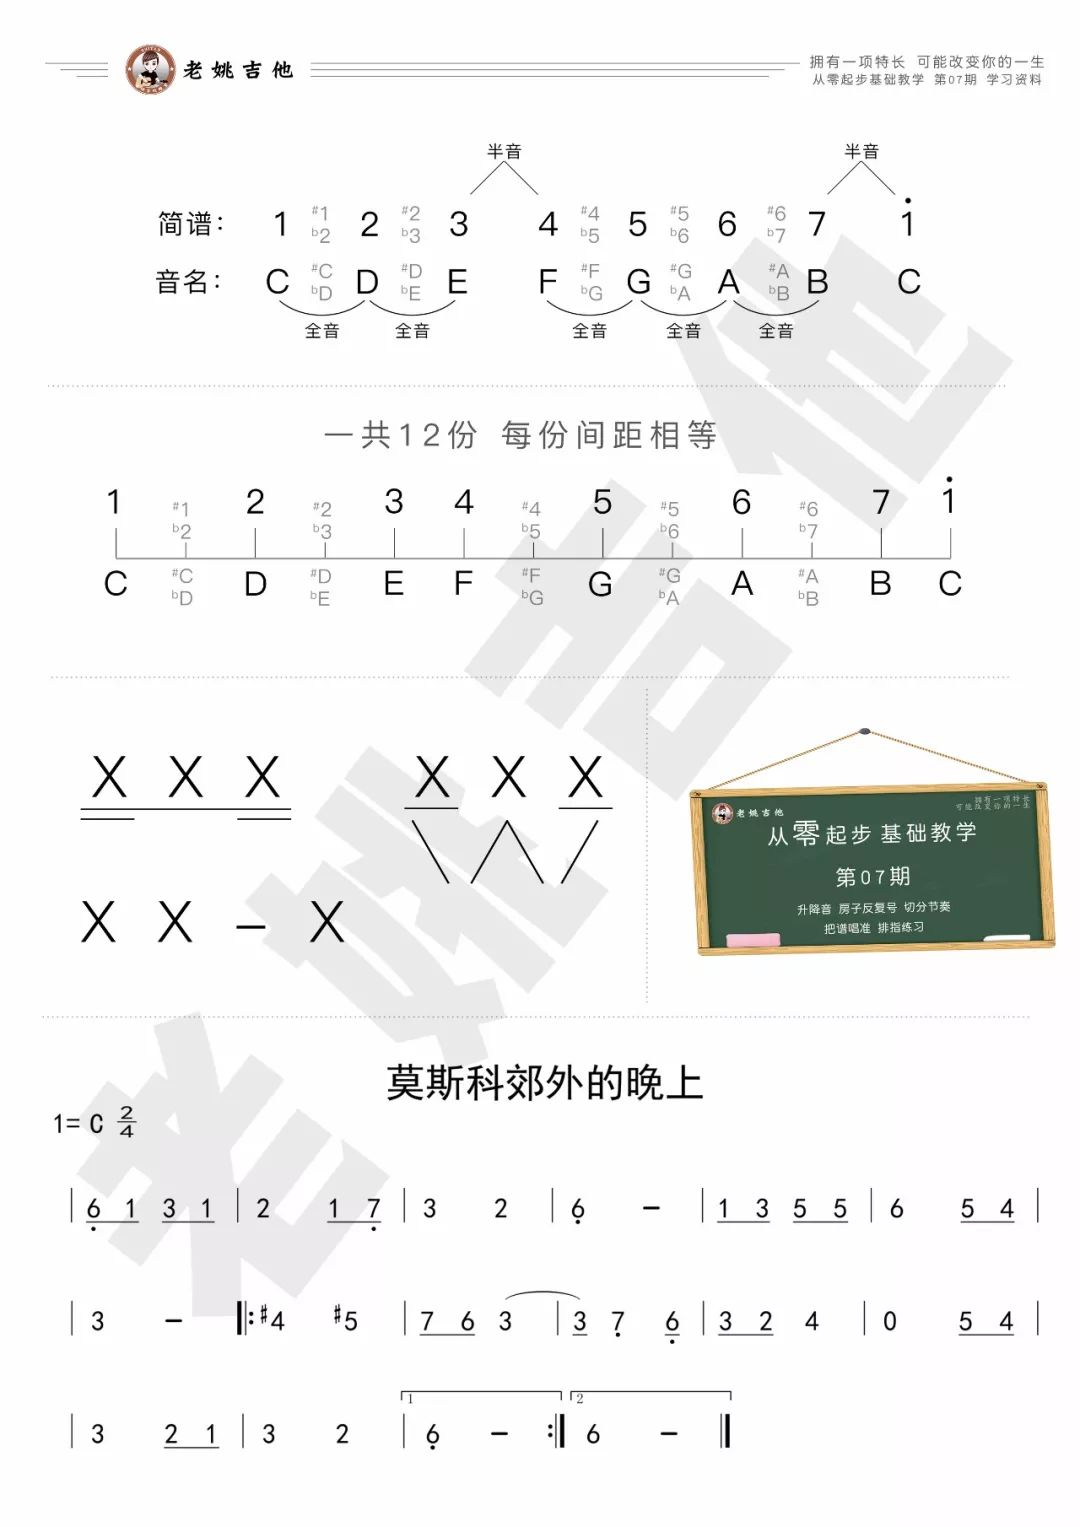 老姚吉他
拥有一项特长 可能改变你的一生
从零起步基础教学 第07期 学习资料
半音 半音
简谱: 1 #1 b2 2 #2 b3 3 4 #4 b5 5 #5 b6 6 #6 b7 7 1̇
音名: C #C bD D #D bE E F #F bG G #G bA A #A bB B C
全音 全音 全音 全音 全音
一共12份 每份间距相等
1 #1 b2 2 #2 b3 3 4 #4 b5 5 #5 b6 6 #6 b7 7 1̇
C #C bD D #D bE E F #F bG G #G bA A #A bB B C
X X X X X X
X X – X
老姚吉他
拥有一项特长
可能改变你的一生
从零起步 基础教学
第07期
升降音 房子反复号 切分节奏
把谱唱准 排指练习
莫斯科郊外的晚上
1= C 2/4
| 6̣ 1 3 1 | 2 1 7̣ | 3 2 | 6̣ – | 1 3 5 5 | 6 5 4 |
| 3 – ‖: #4 #5 | 7 6 3 | 3 7̣ 6̣ | 3 2 4 | 0 5 4 |
1 2
| 3 2 1 | 3 2 | 6̣ – :‖ 6 – ‖
老姚吉他